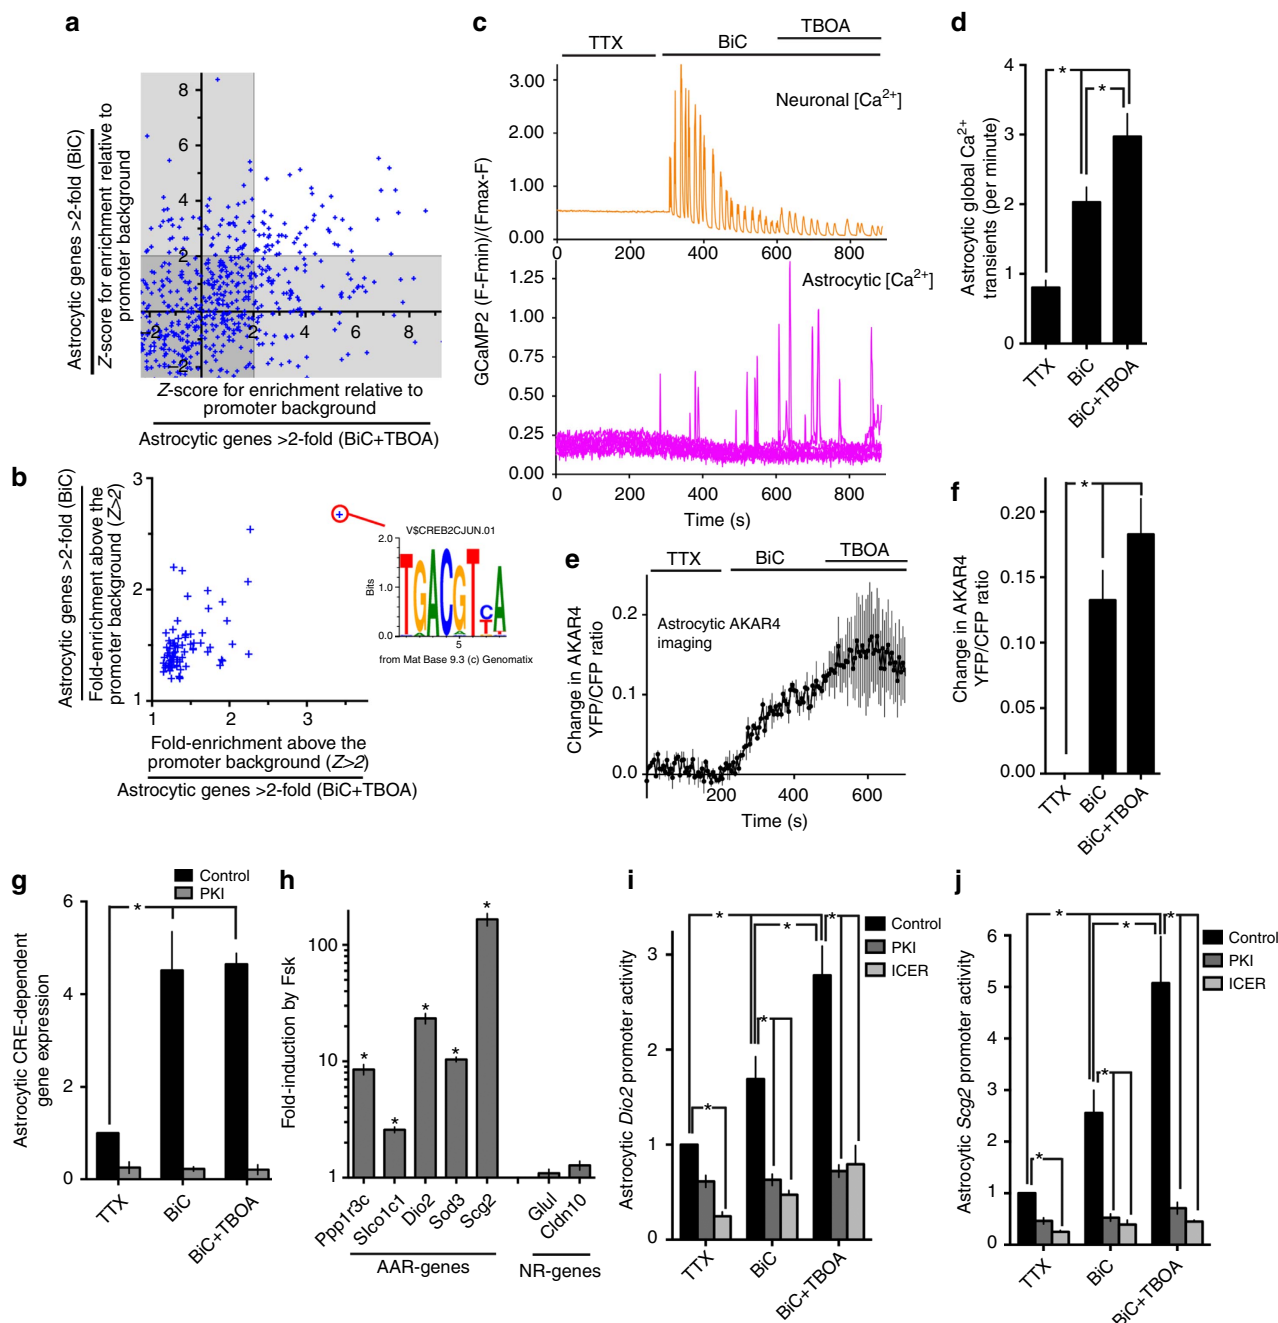 a
Astrocytic genes >2-fold (BiC)
Z-score for enrichment relative to
promoter background
8
6
4
2
-2
-2
2
4
6
8
Z-score for enrichment relative to
promoter background
Astrocytic genes >2-fold (BiC+TBOA)
b
Astrocytic genes >2-fold (BiC)
Fold-enrichment above the
promoter background (Z>2)
3
2
1
1
2
3
Fold-enrichment above the
promoter background (Z>2)
Astrocytic genes >2-fold (BiC+TBOA)
V$CREB2CJUN.01
2.0
1.0
0.0
Bits
TGACGTCA
T
5
from Mat Base 9.3 (c) Genomatix
c
TTX
BiC
TBOA
GCaMP2 (F-Fmin)/(Fmax-F)
Neuronal [Ca2+]
3.00
2.00
1.00
0.00
0
200
400
600
800
Astrocytic [Ca2+]
1.25
1.00
0.75
0.50
0.25
0.00
0
200
400
600
800
Time (s)
d
Astrocytic global Ca2+
transients (per minute)
4
3
2
1
0
*
*
TTX
BiC
BiC+TBOA
e
TTX
BiC
TBOA
Astrocytic AKAR4
imaging
Change in AKAR4
YFP/CFP ratio
0.2
0.1
0.0
200
400
600
Time (s)
f
Change in AKAR4
YFP/CFP ratio
0.20
0.15
0.10
0.05
0.00
*
TTX
BiC
BiC+TBOA
g
Control
PKI
Astrocytic CRE-dependent
gene expression
6
4
2
0
*
TTX
BiC
BiC+TBOA
h
Fold-induction by Fsk
100
10
1
*
*
*
*
*
Ppp1r3c
Slco1c1
Dio2
Sod3
Scg2
Glul
Cldn10
AAR-genes
NR-genes
i
Astrocytic Dio2 promoter activity
3
2
1
0
*
*
*
*
*
Control
PKI
ICER
TTX
BiC
BiC+TBOA
j
Astrocytic Scg2 promoter activity
6
5
4
3
2
1
0
*
*
*
*
*
Control
PKI
ICER
TTX
BiC
BiC+TBOA